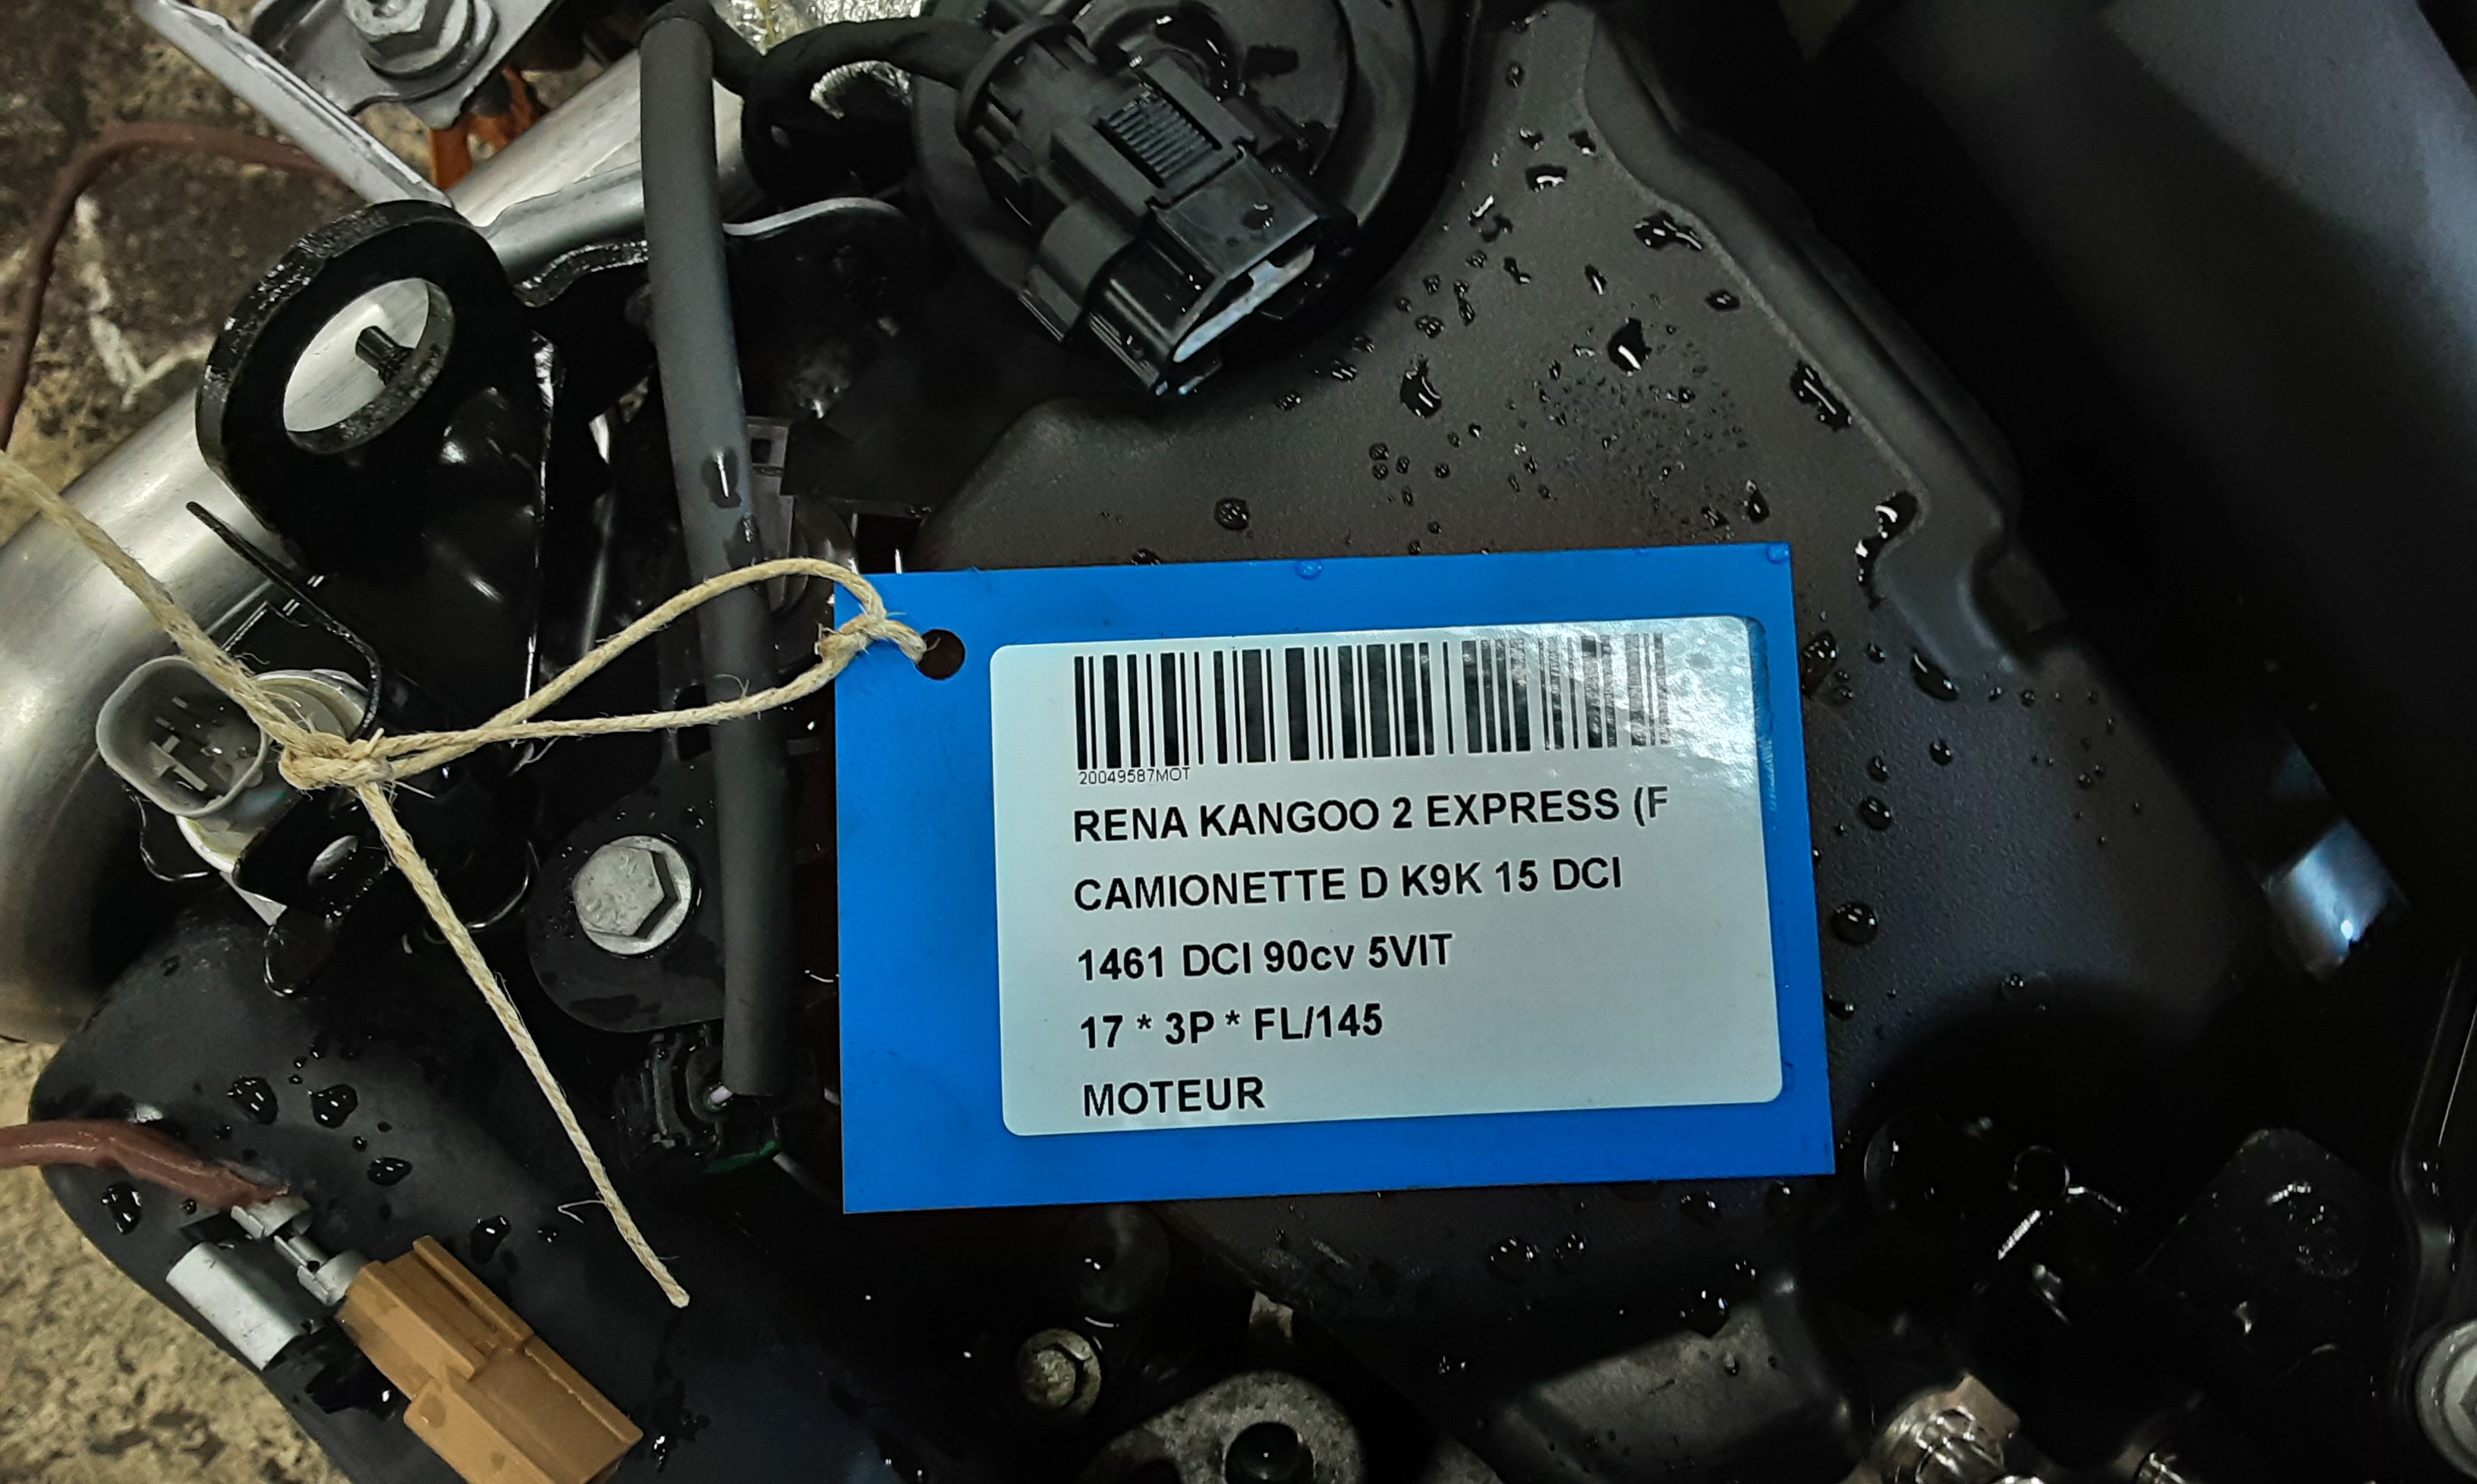 20049587MOT
RENA KANGOO 2 EXPRESS (F
CAMIONETTE D K9K 15 DCI
1461 DCI 90cv 5VIT
17 * 3P * FL/145
MOTEUR